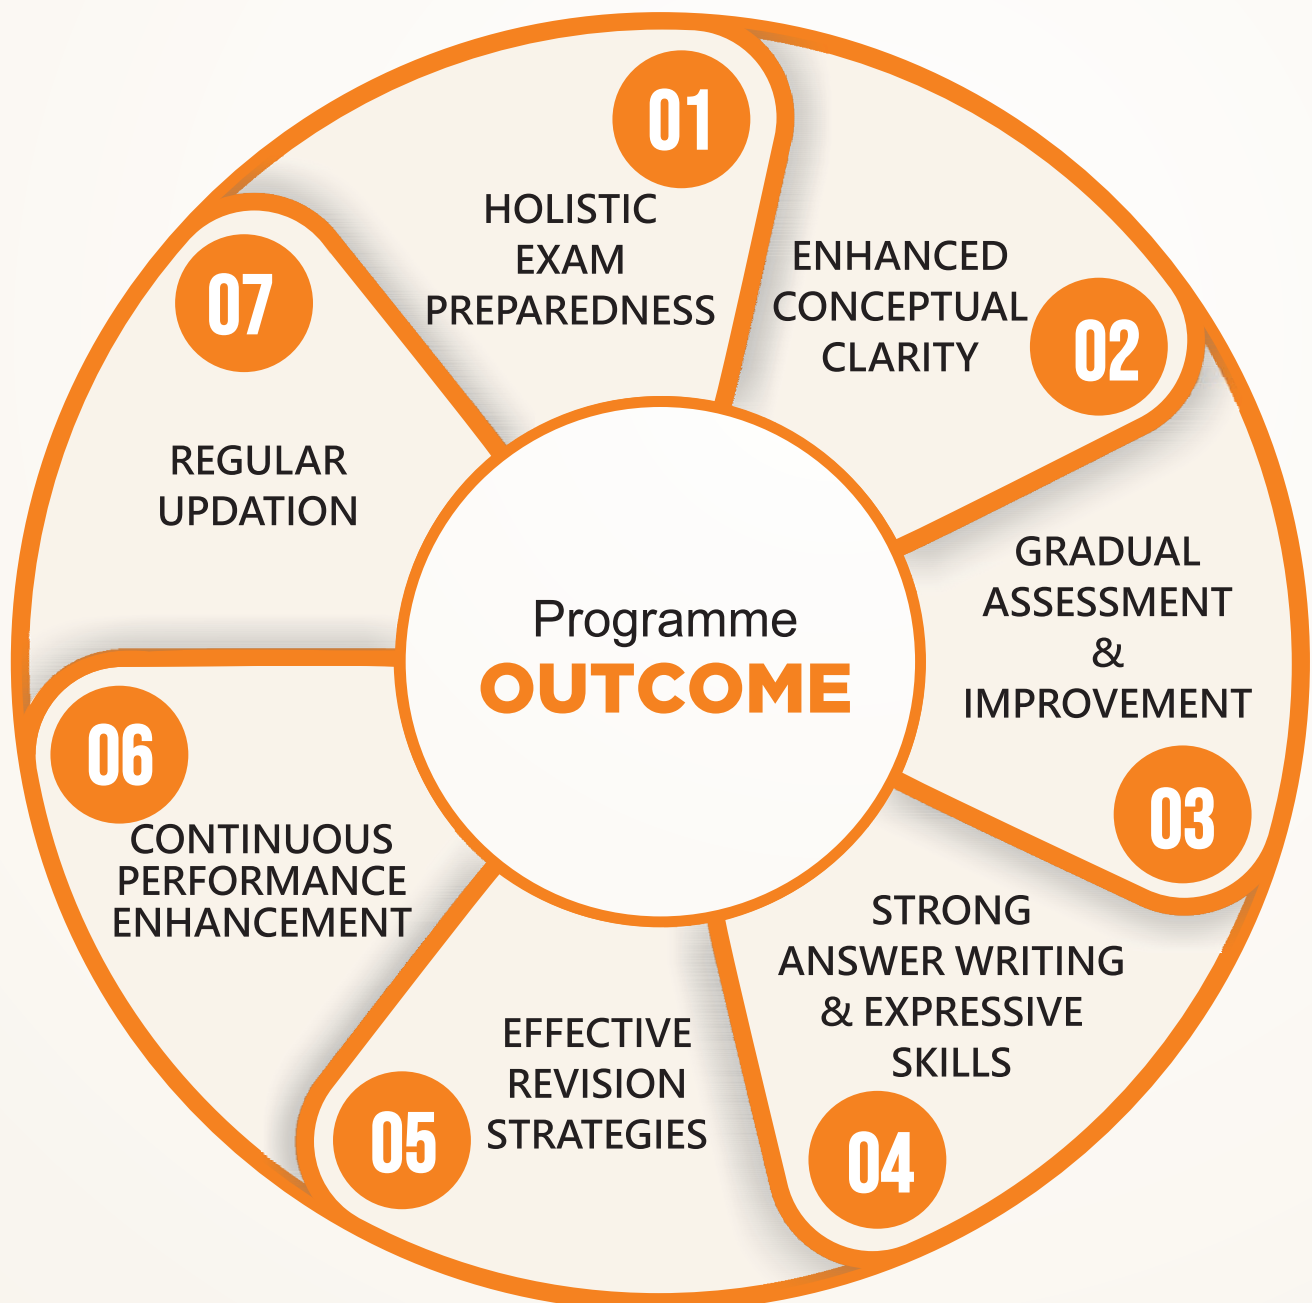 Programme
OUTCOME
01
HOLISTIC
EXAM
PREPAREDNESS
02
ENHANCED
CONCEPTUAL
CLARITY
03
GRADUAL
ASSESSMENT
&
IMPROVEMENT
04
STRONG
ANSWER WRITING
& EXPRESSIVE
SKILLS
05
EFFECTIVE
REVISION
STRATEGIES
06
CONTINUOUS
PERFORMANCE
ENHANCEMENT
07
REGULAR
UPDATION